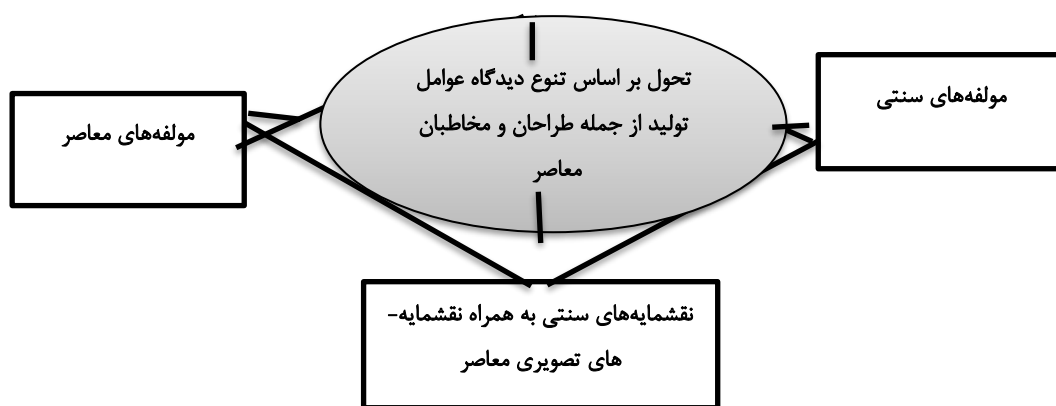 تحول بر اساس تنوع دیدگاه عوامل
تولید از جمله طراحان و مخاطبان
معاصر
مولفه‌های سنتی
مولفه‌های معاصر
نقشمایه‌های سنتی به همراه نقشمایه-
های تصویری معاصر